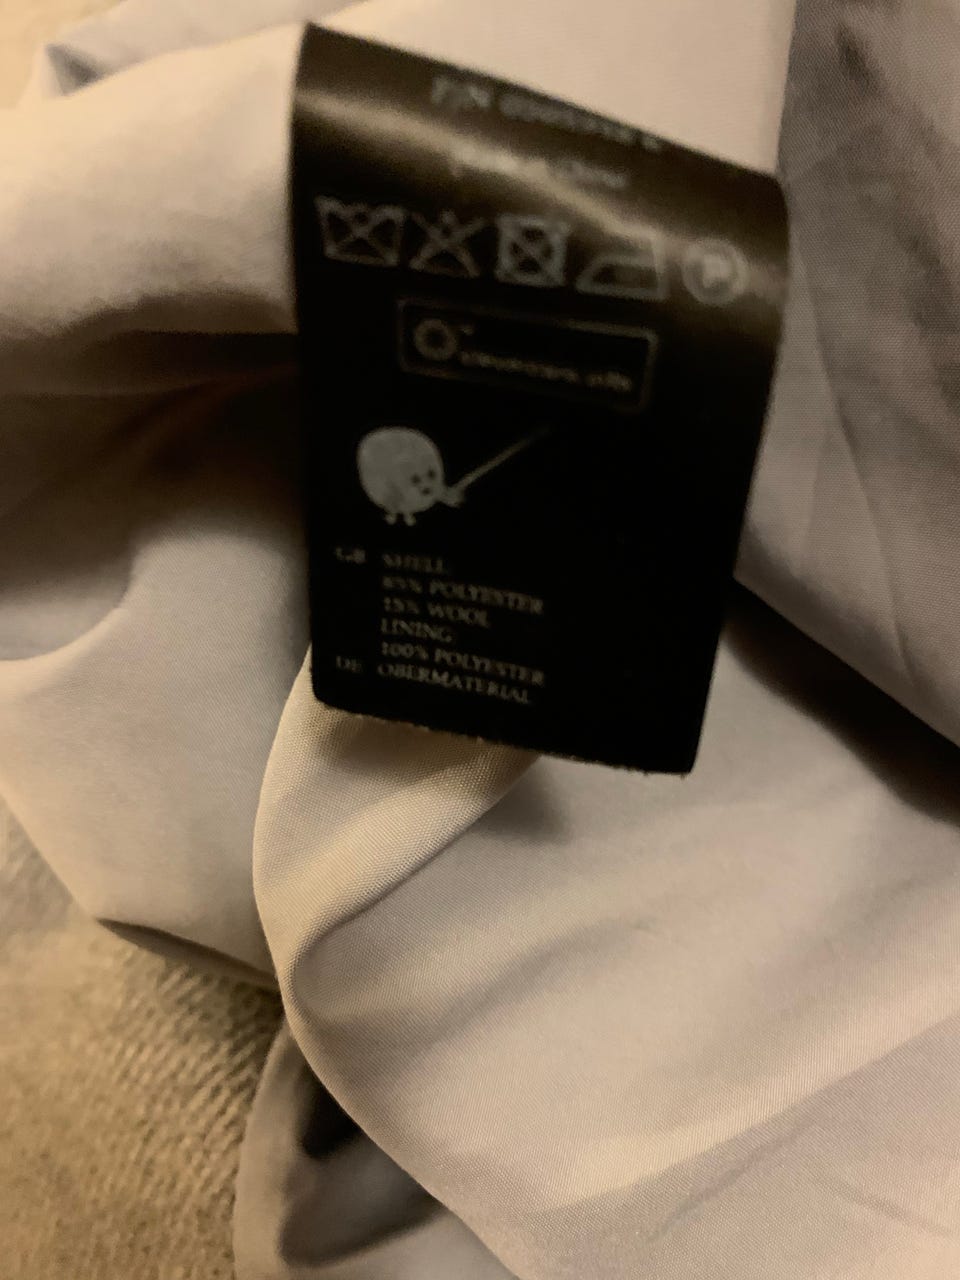 P/N
P
GB SHELL:
85% POLYESTER
15% WOOL
LINING:
100% POLYESTER
DE OBERMATERIAL